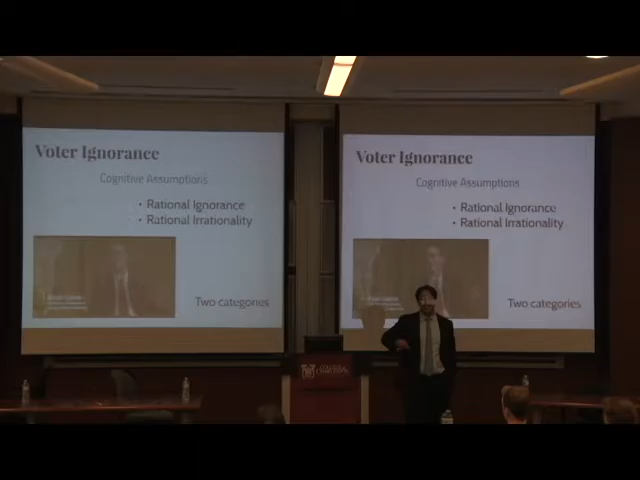 Voter Ignorance
Cognitive Assumptions
• Rational Ignorance
• Rational Irrationality
Two categories
Voter Ignorance
Cognitive Assumptions
• Rational Ignorance
• Rational Irrationality
Two categories